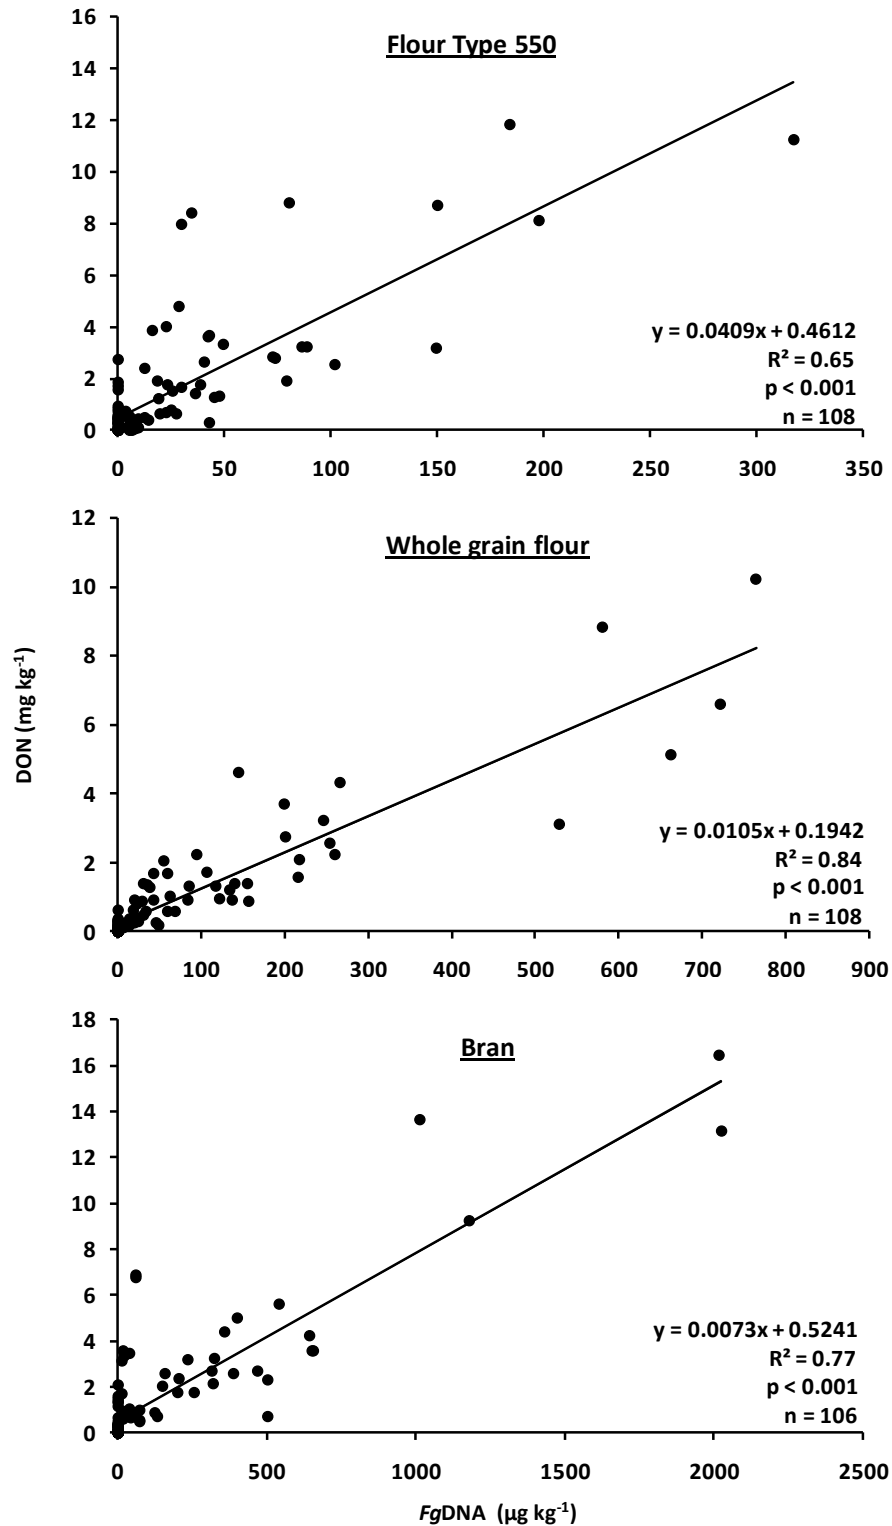 16
Flour Type 550
14
12
10
8
6
4
2
0
y = 0.0409x + 0.4612
R² = 0.65
p < 0.001
n = 108
0 50 100 150 200 250 300 350
12
Whole grain flour
10
8
6
4
2
0
y = 0.0105x + 0.1942
R² = 0.84
p < 0.001
n = 108
0 100 200 300 400 500 600 700 800 900
DON (mg kg⁻¹)
18
Bran
16
14
12
10
8
6
4
2
0
y = 0.0073x + 0.5241
R² = 0.77
p < 0.001
n = 106
0 500 1000 1500 2000 2500
FgDNA (µg kg⁻¹)